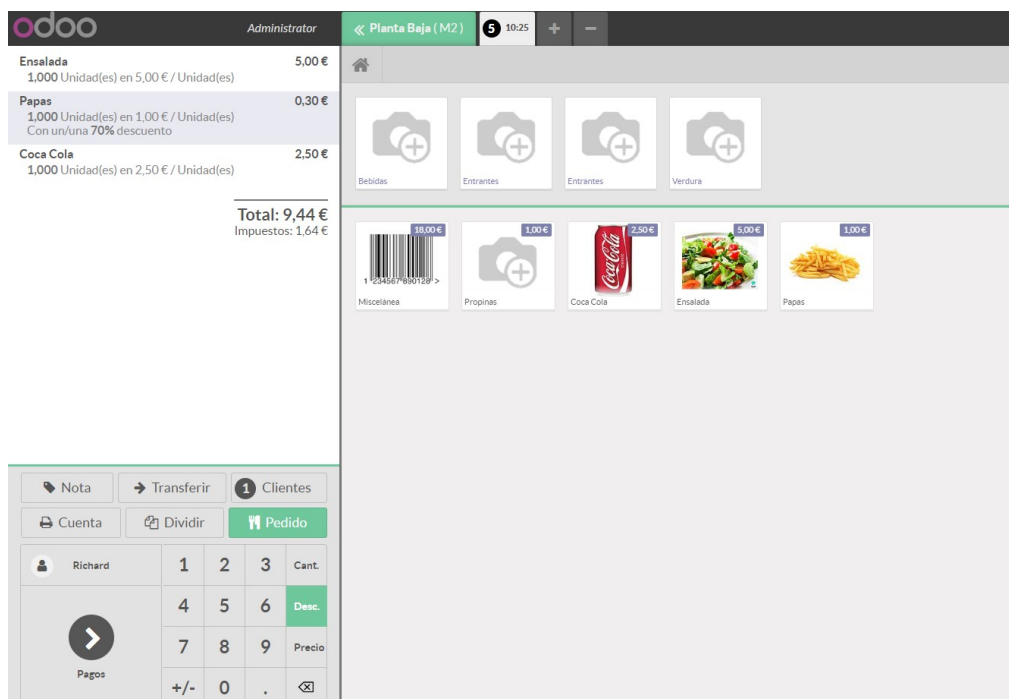 odoo
Administrator
« Planta Baja ( M2 )
5 10:25
+
−
Ensalada 5,00 €
1,000 Unidad(es) en 5,00 € / Unidad(es)
Papas 0,30 €
1,000 Unidad(es) en 1,00 € / Unidad(es)
Con un/una 70% descuento
Coca Cola 2,50 €
1,000 Unidad(es) en 2,50 € / Unidad(es)
Total: 9,44 €
Impuestos: 1,64 €
Bebidas
Entrantes
Entrantes
Verdura
18,00 €
1 234567 890128 >
Miscelánea
1,00 €
Propinas
2,50 €
Coca Cola
Coca Cola
5,00 €
Ensalada
1,00 €
Papas
Nota
Transferir
1 Clientes
Cuenta
Dividir
Pedido
Richard
1 2 3 Cant.
4 5 6 Desc.
7 8 9 Precio
+/- 0 .
Pagos